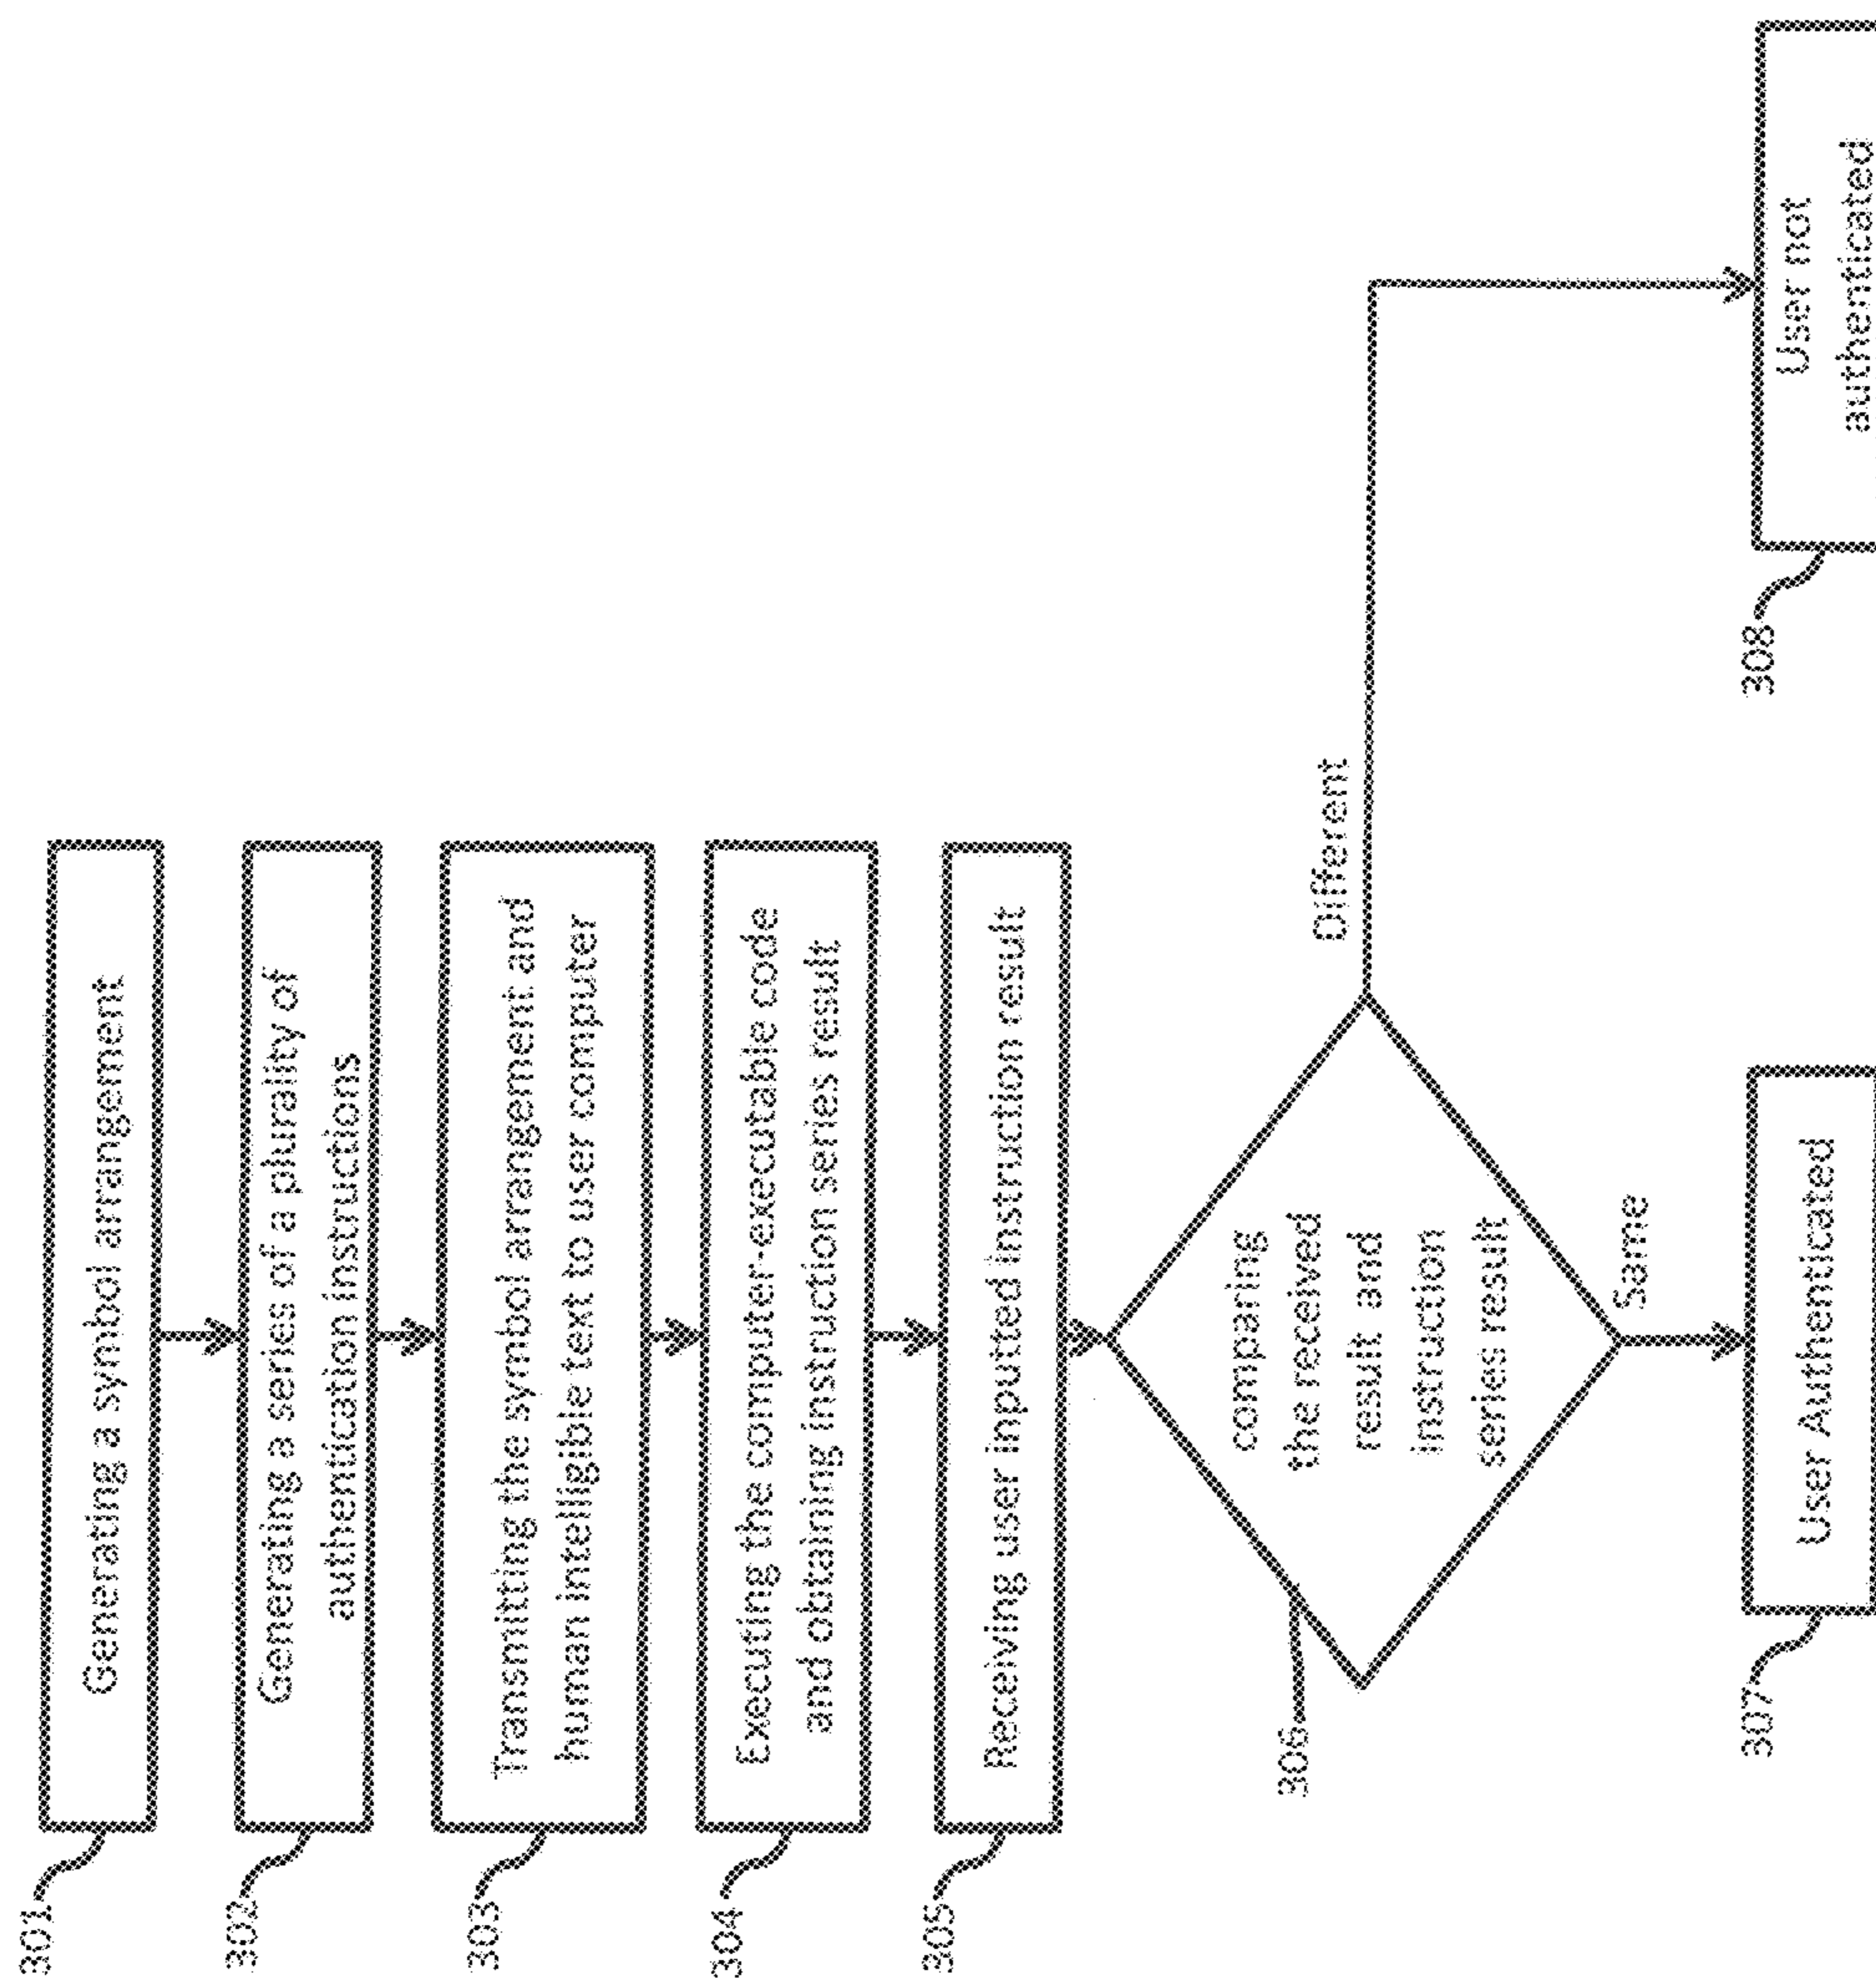 301
Generating a symbol arrangement
302
Generating a series of a plurality of
authentication instructions
303
Transmitting the symbol arrangement and
human intelligible text to user computer
304
Executing the computer-executable code
and obtaining instruction series result
305
Receiving user inputted instruction result
306
comparing
the received
result and
instruction
series result
Different
Same
307
User Authenticated
308
User not
authenticated